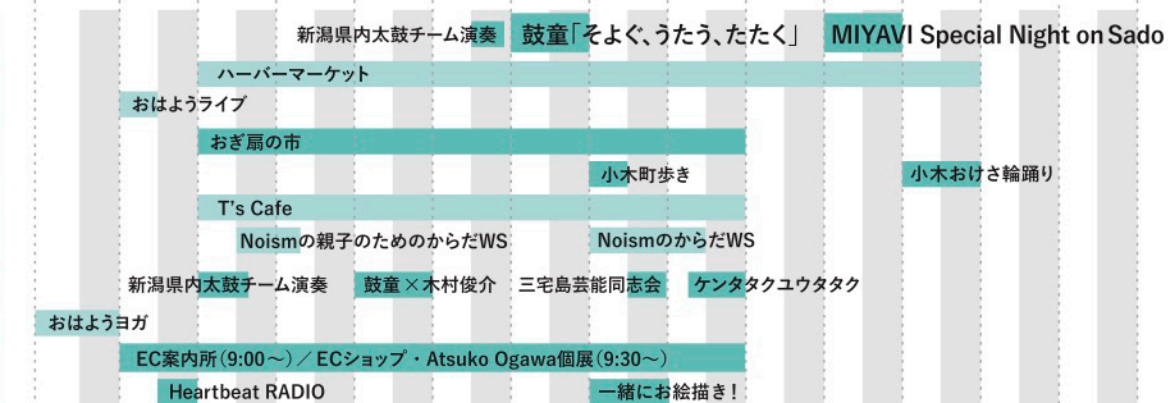 新潟県内太鼓チーム演奏 鼓童「そよぐ、うたう、たたく」 MIYAVI Special Night on Sado
ハーバーマーケット
おはようライブ
おぎ扇の市
小木町歩き 小木おけさ輪踊り
T's Cafe
Noismの親子のためのからだWS NoismのからだWS
新潟県内太鼓チーム演奏 鼓童×木村俊介 三宅島芸能同志会 ケンタタクユウタタク
おはようヨガ
EC案内所(9:00〜)/ECショップ・Atsuko Ogawa個展(9:30〜)
Heartbeat RADIO 一緒にお絵描き!